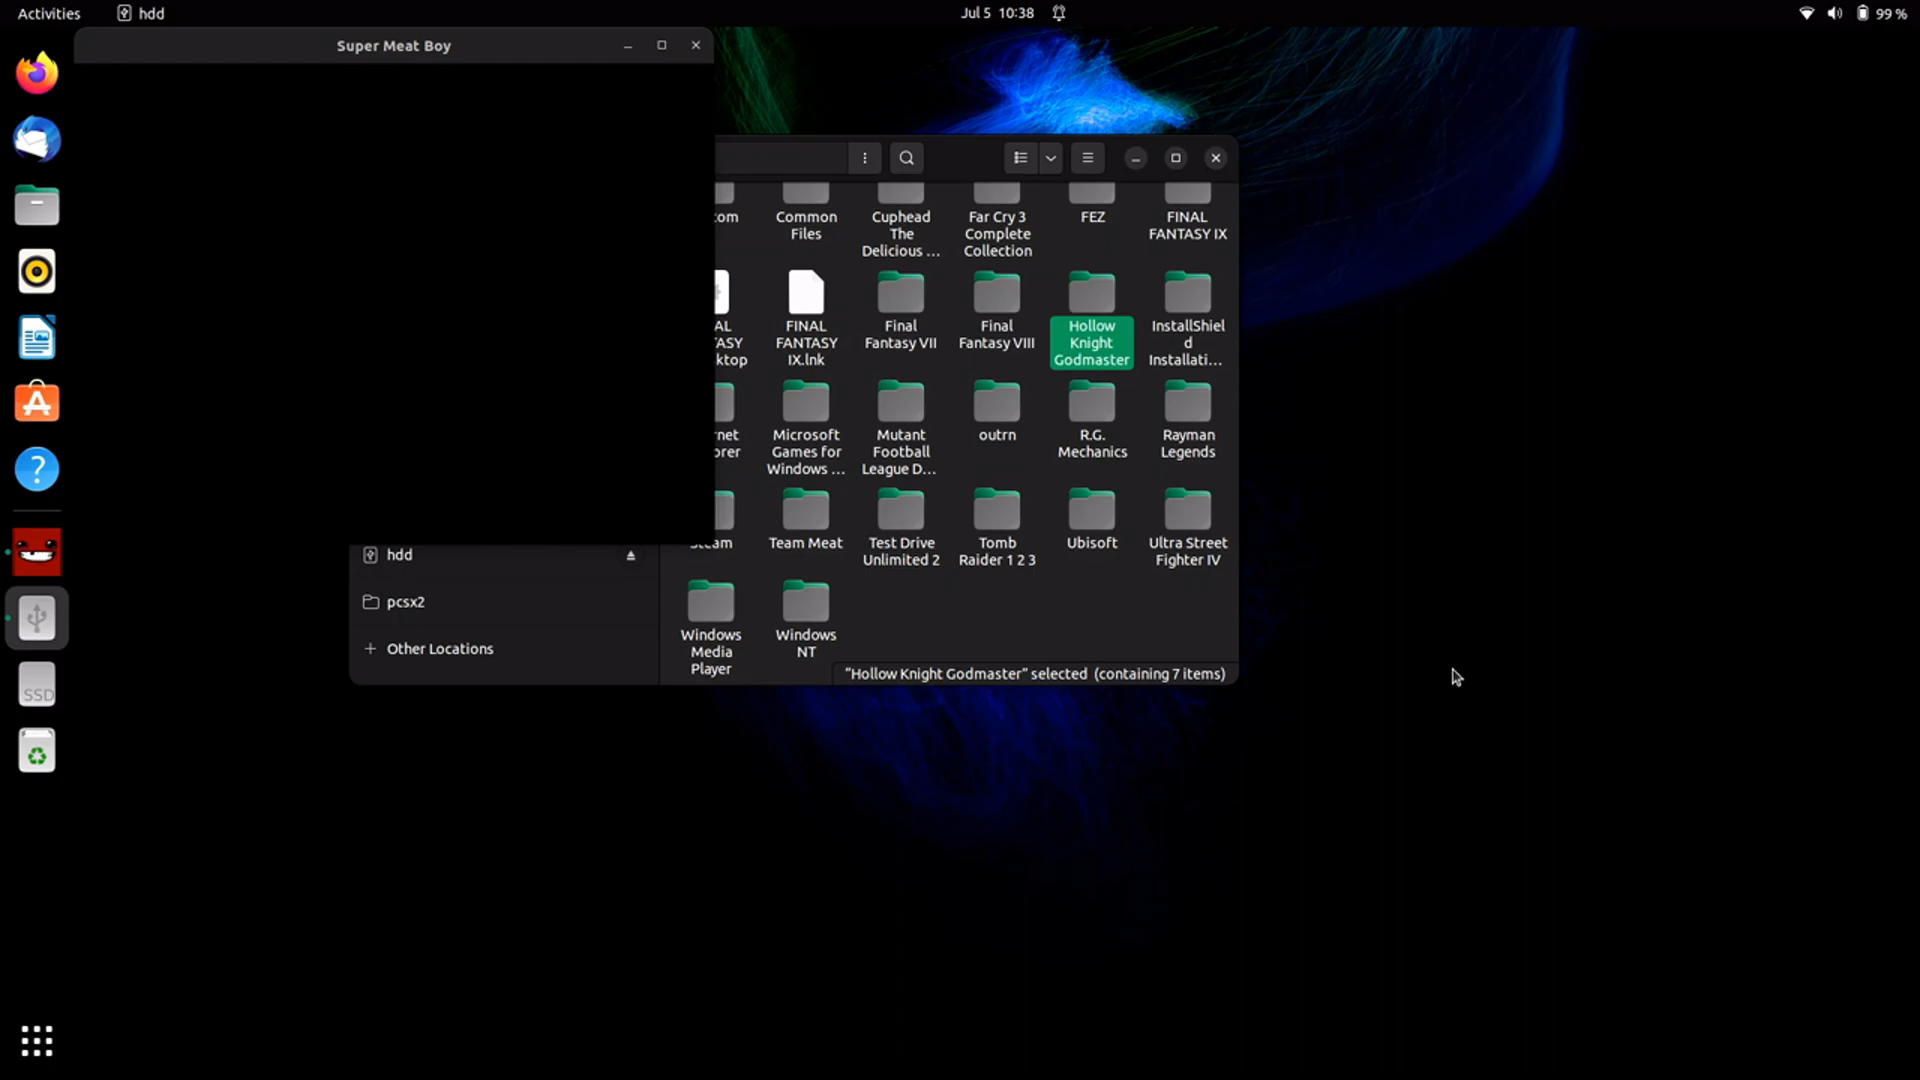 Activities hdd Jul 5 10:38 99 %
Super Meat Boy
com Common Files Cuphead The Delicious ... Far Cry 3 Complete Collection FEZ FINAL FANTASY IX
FINAL FANTASY IX.lnk Final Fantasy VII Final Fantasy VIII Hollow Knight Godmaster InstallShiel d Installati...
Microsoft Games for Windows ... Mutant Football League D... outrn R.G. Mechanics Rayman Legends
Steam Team Meat Test Drive Unlimited 2 Tomb Raider 1 2 3 Ubisoft Ultra Street Fighter IV
hdd
pcsx2
Other Locations
Windows Media Player Windows NT
“Hollow Knight Godmaster” selected (containing 7 items)
SSD